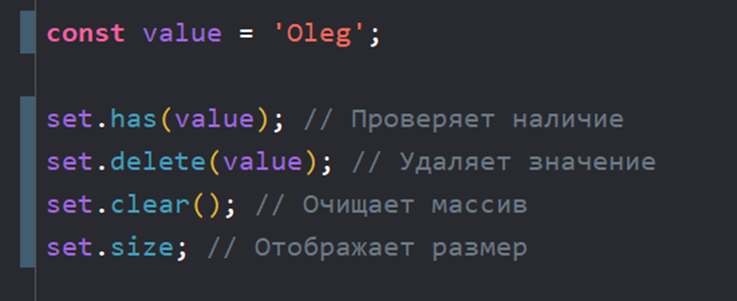 const value = 'Oleg';
set.has(value); // Проверяет наличие
set.delete(value); // Удаляет значение
set.clear(); // Очищает массив
set.size; // Отображает размер